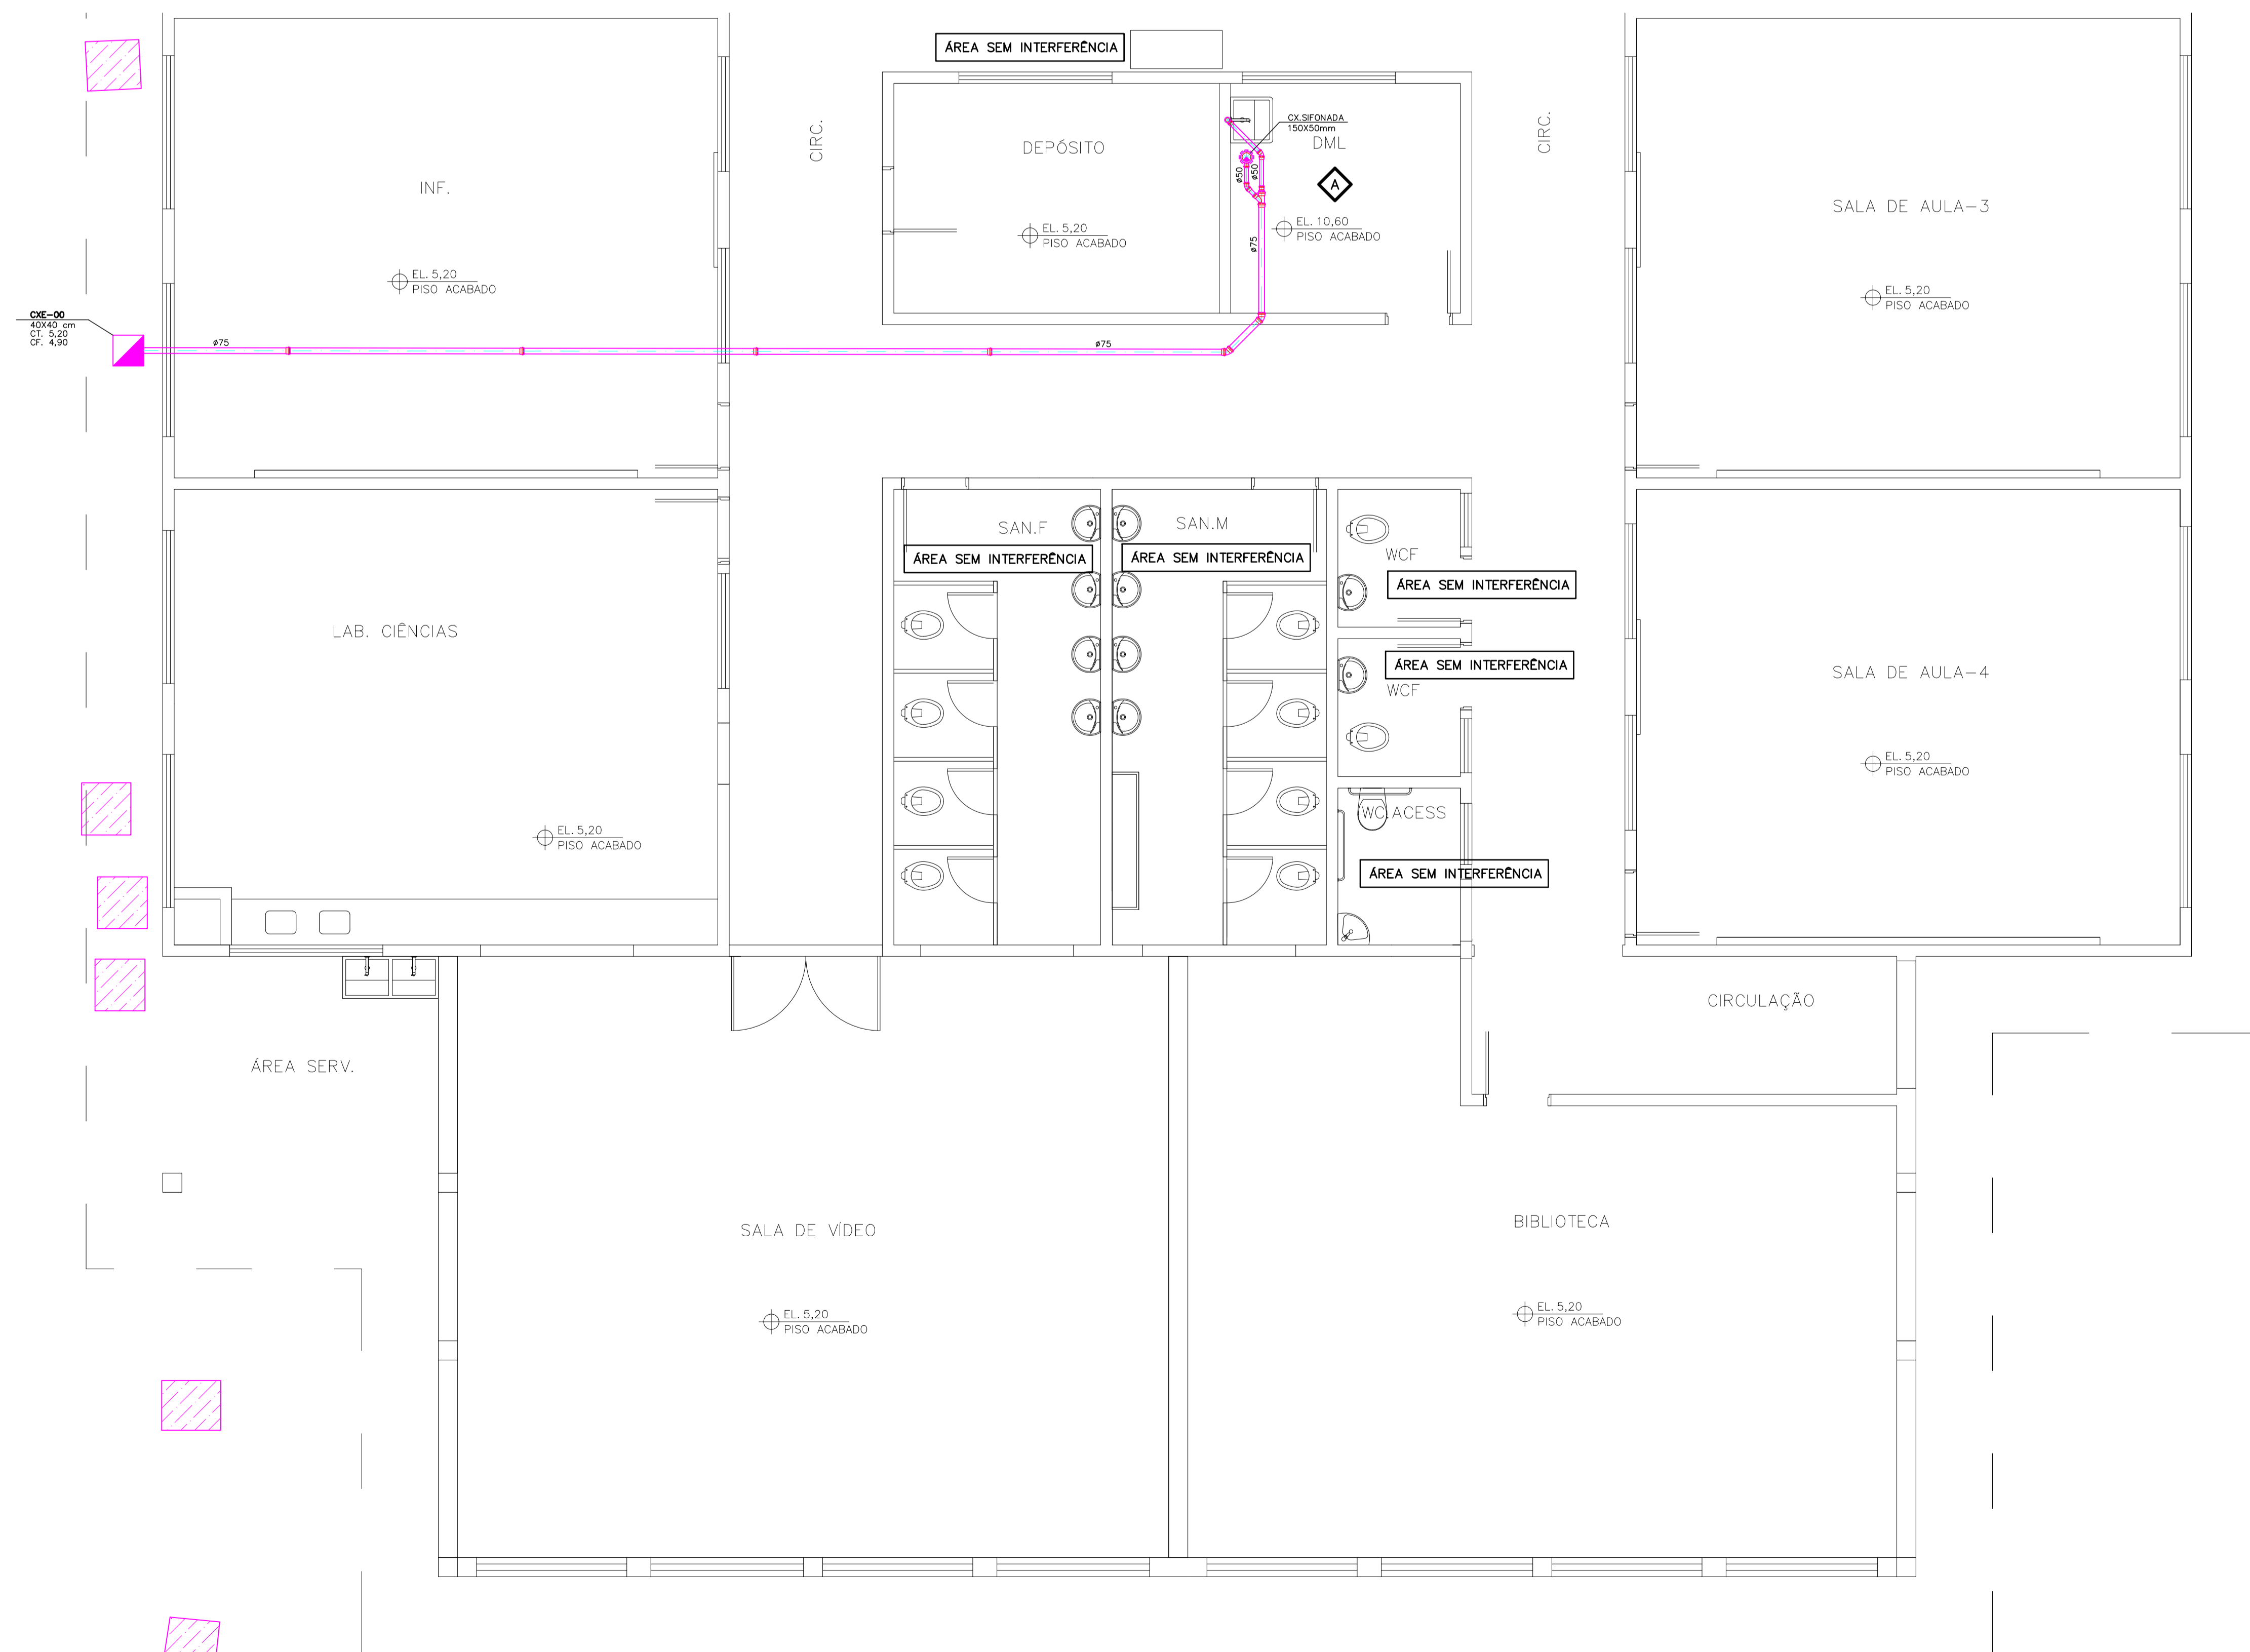 ÁREA SEM INTERFERÊNCIA
CIRC.
CIRC.
CX.SIFONADA
150X50mm
DML
DEPÓSITO
ø50
ø50
A
INF.
SALA DE AULA-3
EL. 5,20
PISO ACABADO
EL. 10,60
PISO ACABADO
ø75
EL. 5,20
PISO ACABADO
EL. 5,20
PISO ACABADO
CXE-00
40X40 cm
CT. 5,20
CF. 4,90
ø75
ø75
SAN.F
SAN.M
ÁREA SEM INTERFERÊNCIA
ÁREA SEM INTERFERÊNCIA
WCF
ÁREA SEM INTERFERÊNCIA
LAB. CIÊNCIAS
ÁREA SEM INTERFERÊNCIA
WCF
SALA DE AULA-4
EL. 5,20
PISO ACABADO
WC.ACESS
EL. 5,20
PISO ACABADO
ÁREA SEM INTERFERÊNCIA
CIRCULAÇÃO
ÁREA SERV.
SALA DE VÍDEO
BIBLIOTECA
EL. 5,20
PISO ACABADO
EL. 5,20
PISO ACABADO